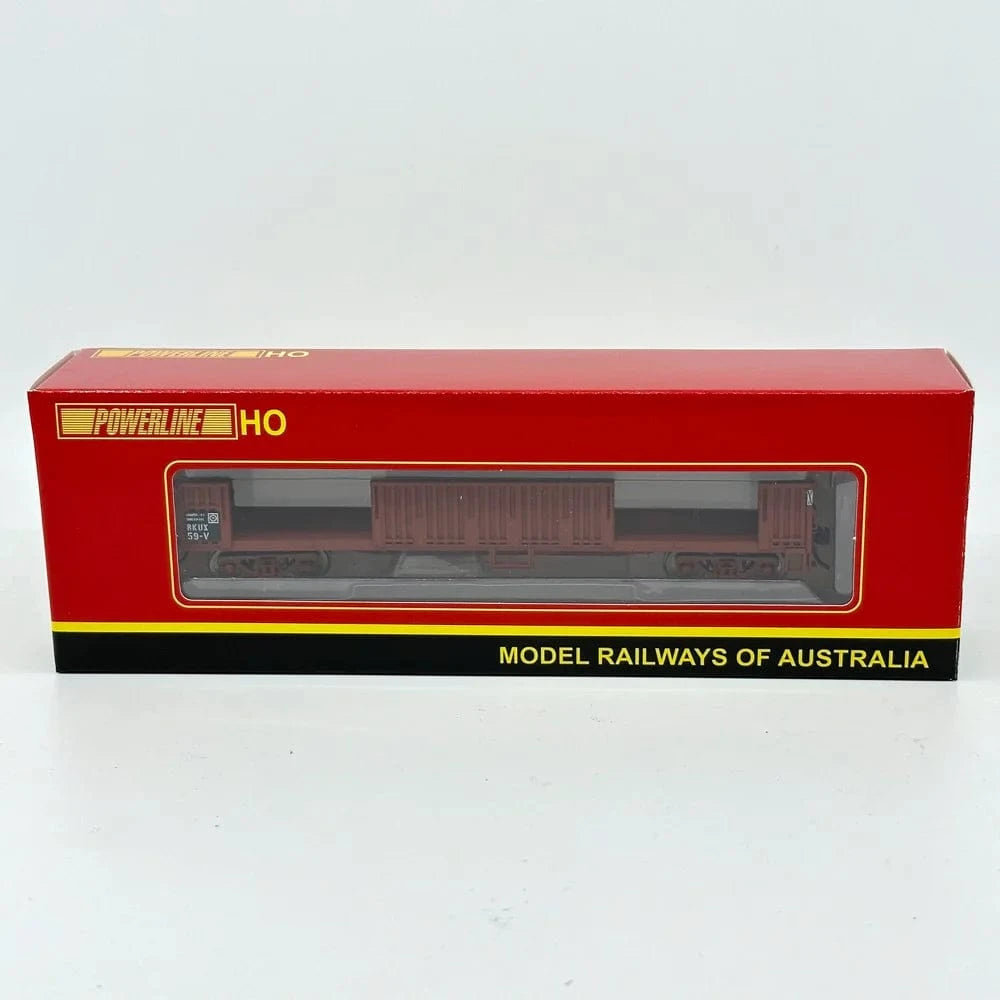 POWERLINE HO
POWERLINE HO
RKUX
59-V
MODEL RAILWAYS OF AUSTRALIA